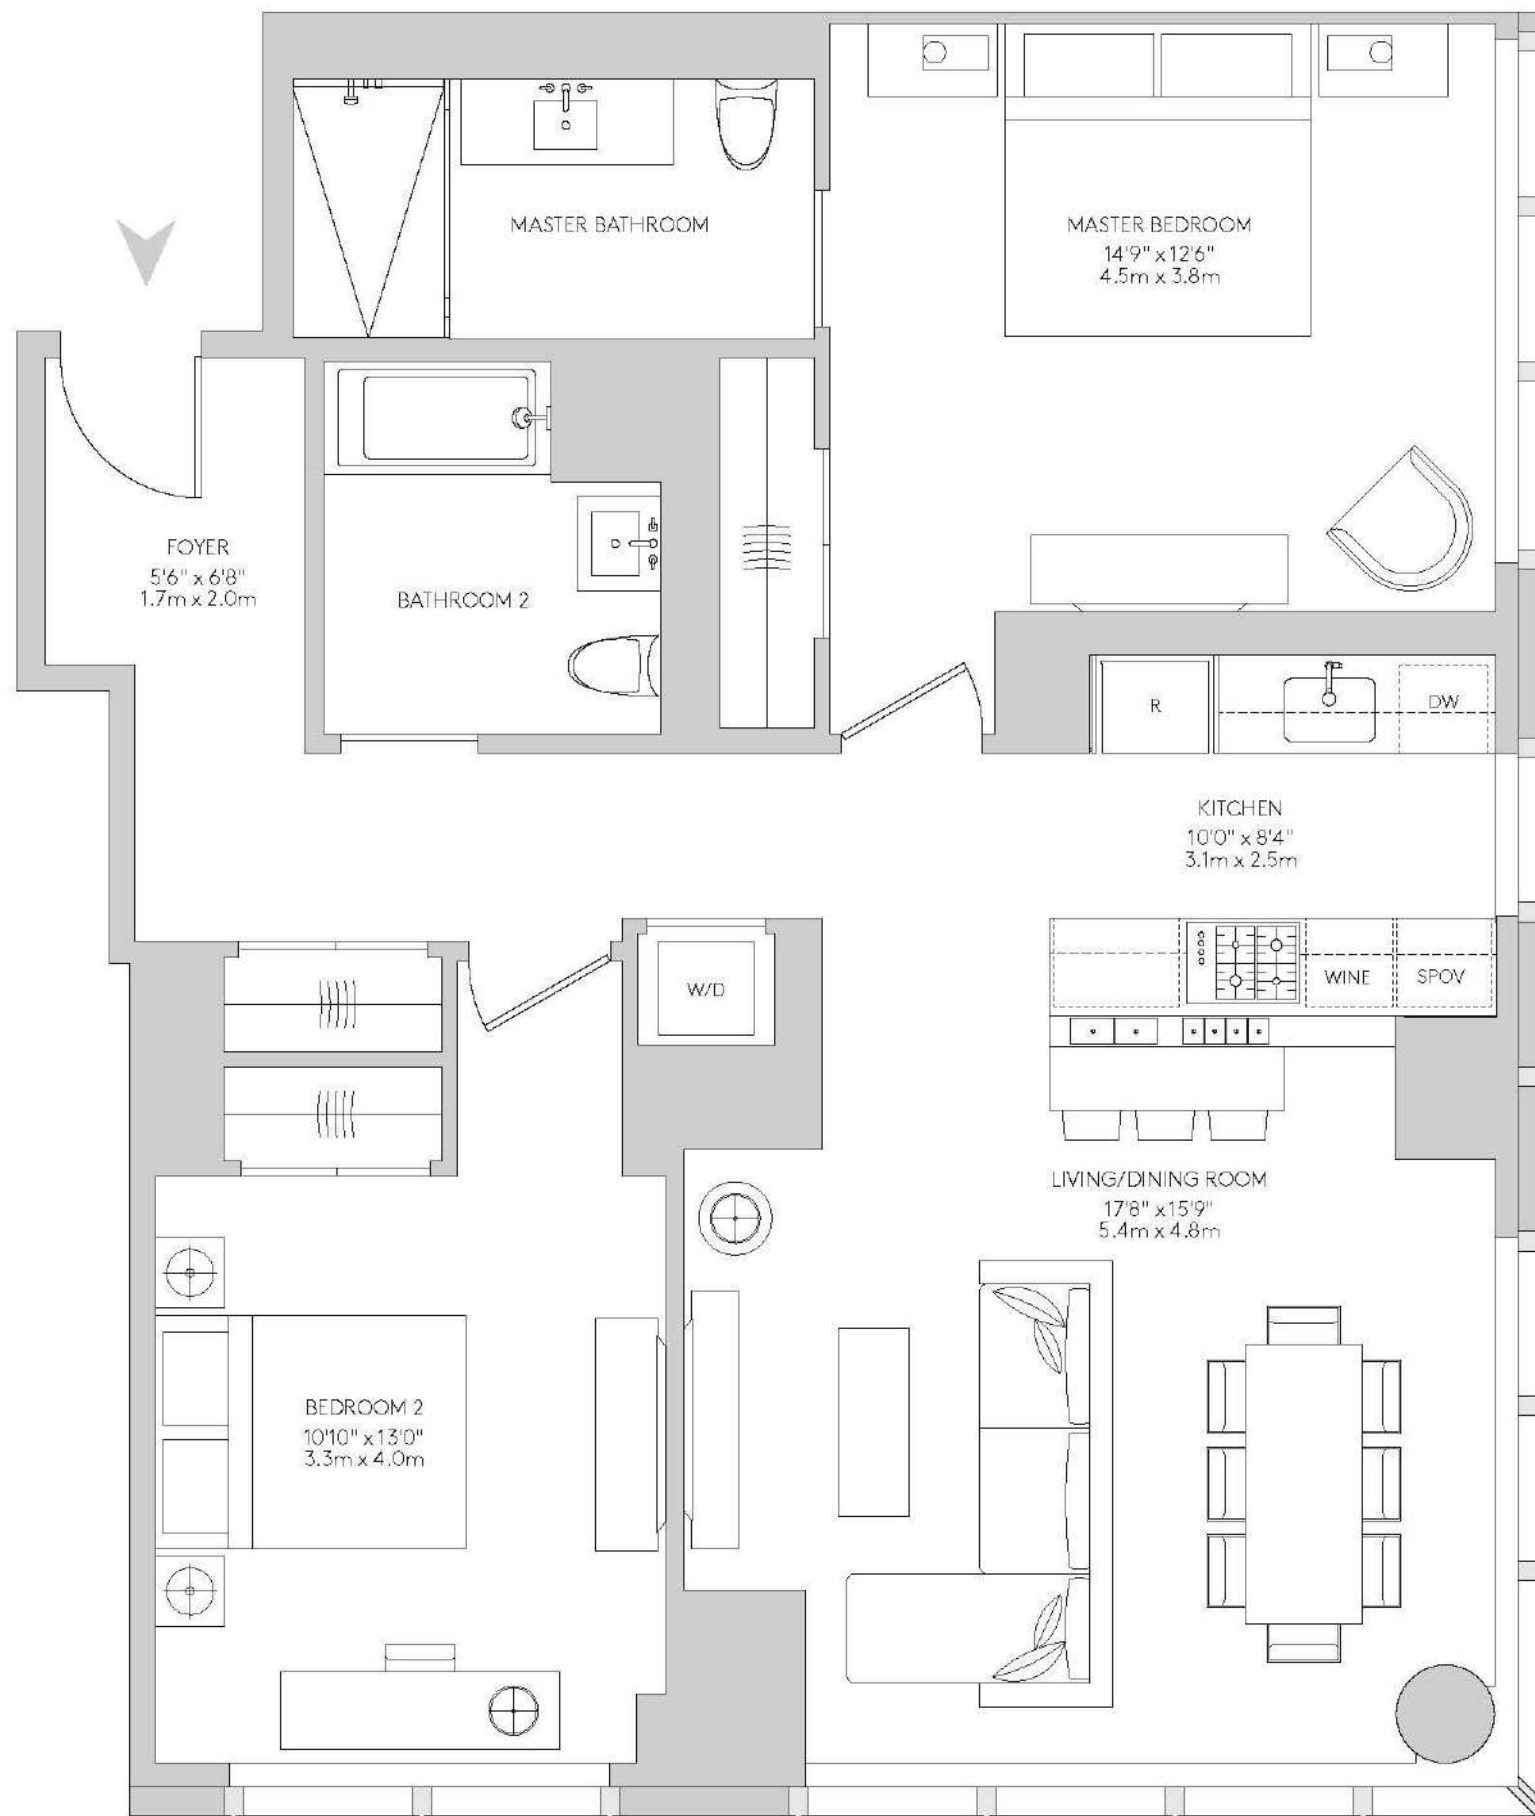 MASTER BATHROOM
MASTER BEDROOM
14'9" x 12'6"
4.5m x 3.8m
FOYER
5'6" x 6'8"
1.7m x 2.0m
BATHROOM 2
R
DW
KITCHEN
10'0" x 8'4"
3.1m x 2.5m
W/D
WINE
SPOV
LIVING/DINING ROOM
17'8" x 15'9"
5.4m x 4.8m
BEDROOM 2
10'10" x 13'0"
3.3m x 4.0m